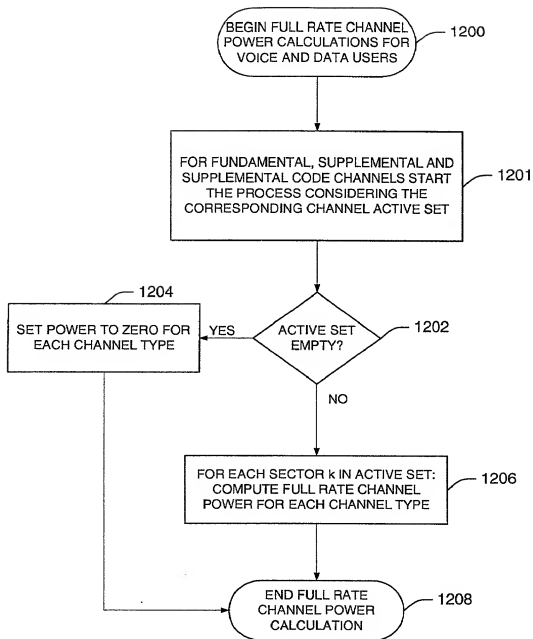 BEGIN FULL RATE CHANNEL
POWER CALCULATIONS FOR
VOICE AND DATA USERS
1200
FOR FUNDAMENTAL, SUPPLEMENTAL AND
SUPPLEMENTAL CODE CHANNELS START
THE PROCESS CONSIDERING THE
CORRESPONDING CHANNEL ACTIVE SET
1201
1204
SET POWER TO ZERO FOR
EACH CHANNEL TYPE
YES
ACTIVE SET
EMPTY?
1202
NO
FOR EACH SECTOR k IN ACTIVE SET:
COMPUTE FULL RATE CHANNEL
POWER FOR EACH CHANNEL TYPE
1206
END FULL RATE
CHANNEL POWER
CALCULATION
1208